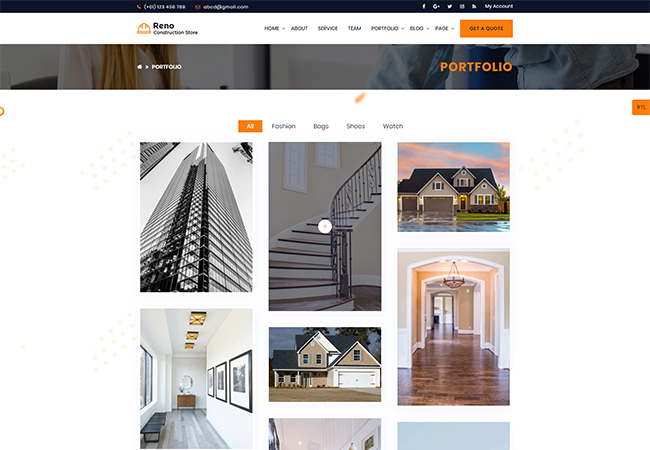 (+01) 123 456 789 abcd@gmail.com My Account
Reno
Construction Store
HOME ABOUT SERVICE TEAM PORTFOLIO BLOG PAGE GET A QUOTE
» PORTFOLIO
PORTFOLIO
RTL
All Fashion Bags Shoos Watch